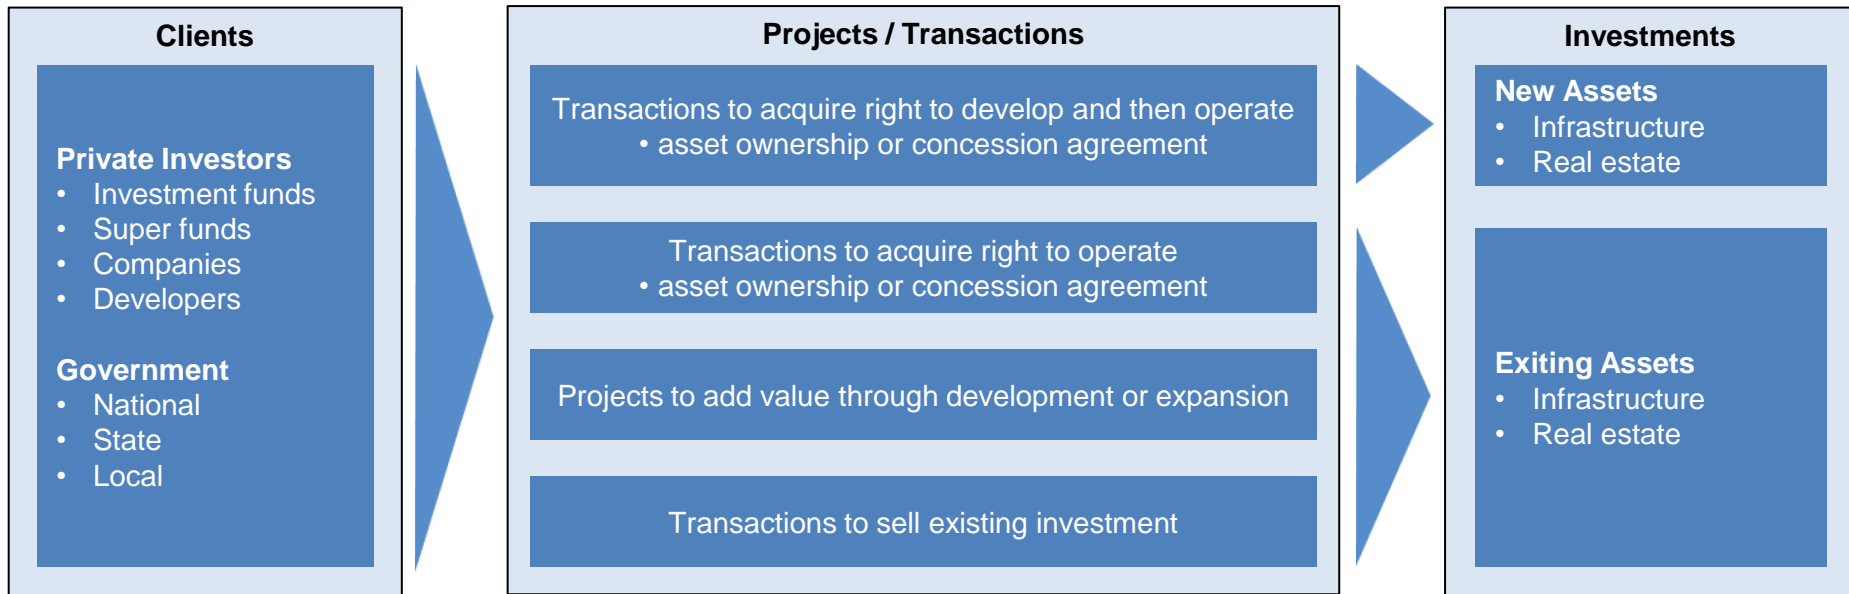 Clients
Private Investors
• Investment funds
• Super funds
• Companies
• Developers
Government
• National
• State
• Local
Projects / Transactions
Transactions to acquire right to develop and then operate
• asset ownership or concession agreement
Transactions to acquire right to operate
• asset ownership or concession agreement
Projects to add value through development or expansion
Transactions to sell existing investment
Investments
New Assets
• Infrastructure
• Real estate
Exiting Assets
• Infrastructure
• Real estate